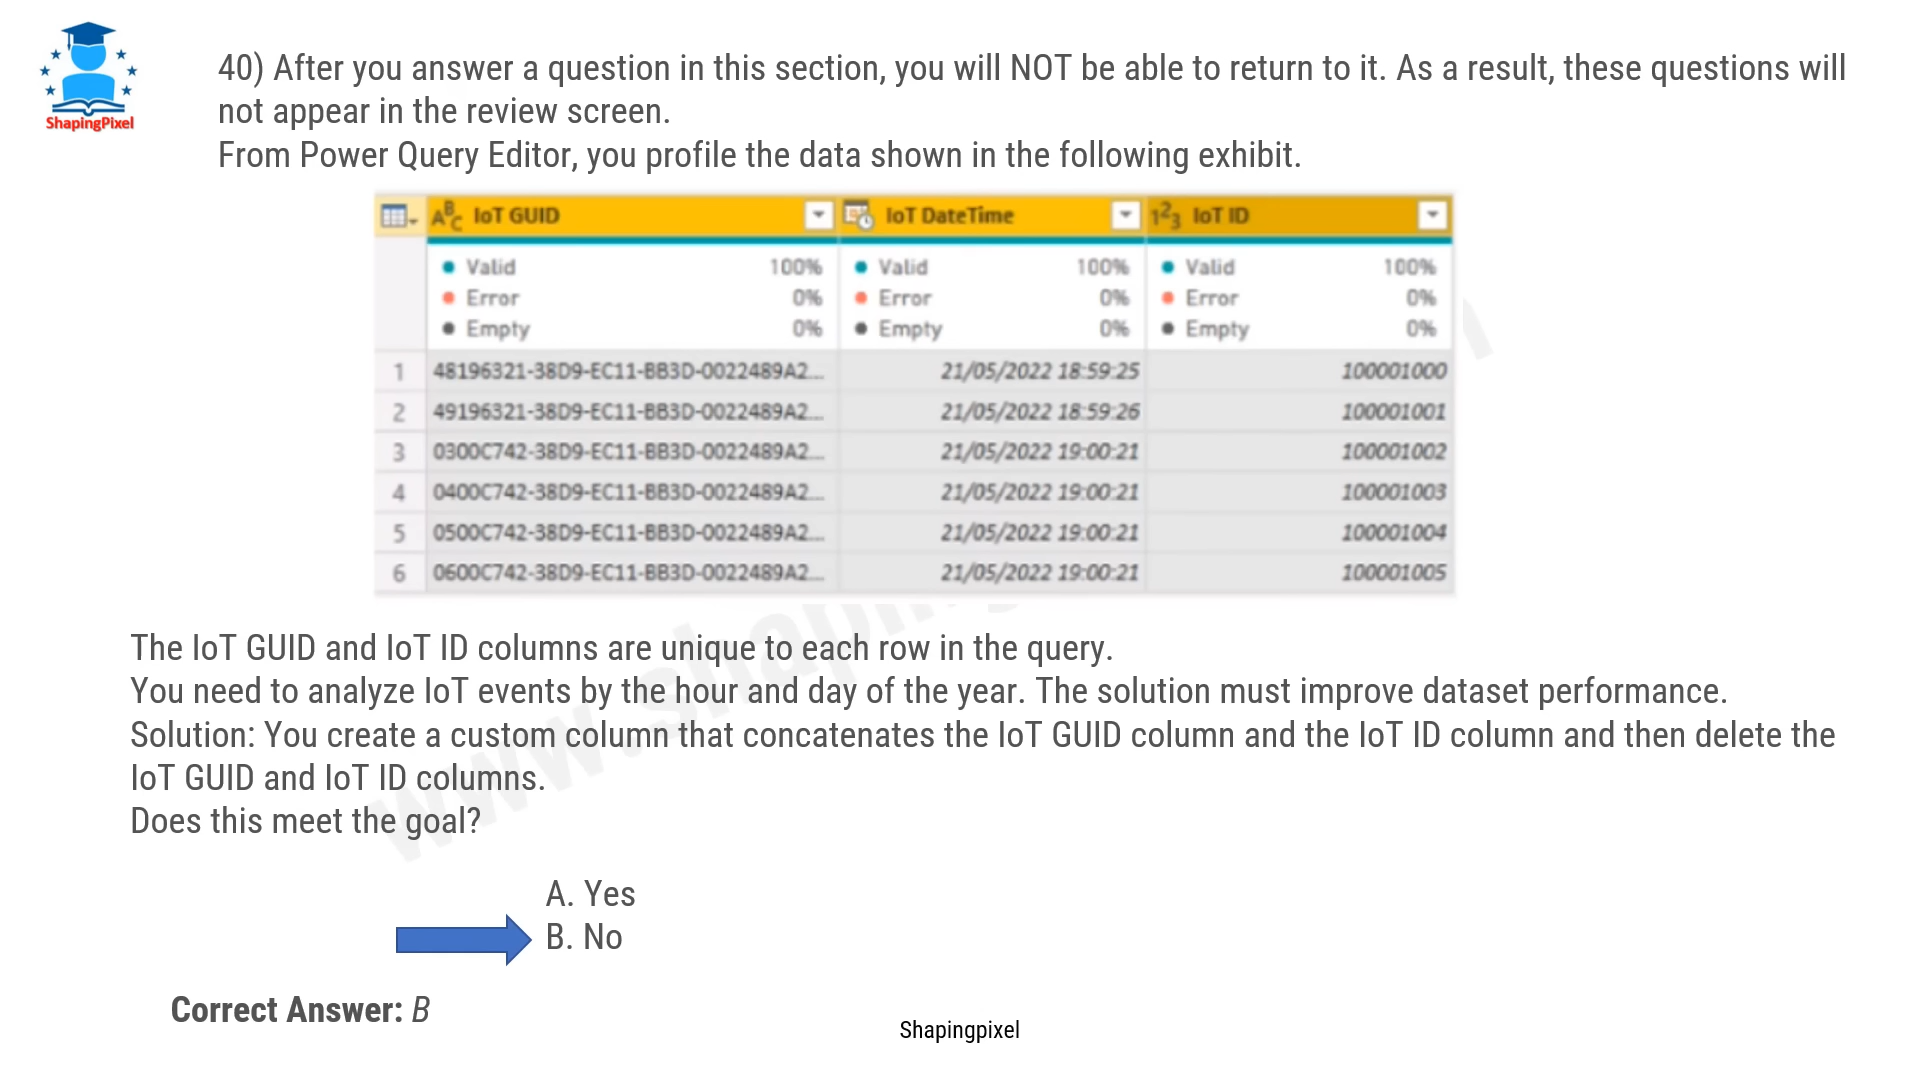 ShapingPixel
40) After you answer a question in this section, you will NOT be able to return to it. As a result, these questions will
not appear in the review screen.
From Power Query Editor, you profile the data shown in the following exhibit.
ABC IoT GUID IoT DateTime 123 IoT ID
Valid 100% Valid 100% Valid 100%
Error 0% Error 0% Error 0%
Empty 0% Empty 0% Empty 0%
1 48196321-38D9-EC11-BB3D-0022489A2... 21/05/2022 18:59:25 100001000
2 49196321-38D9-EC11-BB3D-0022489A2... 21/05/2022 18:59:26 100001001
3 0300C742-38D9-EC11-BB3D-0022489A2... 21/05/2022 19:00:21 100001002
4 0400C742-38D9-EC11-BB3D-0022489A2... 21/05/2022 19:00:21 100001003
5 0500C742-38D9-EC11-BB3D-0022489A2... 21/05/2022 19:00:21 100001004
6 0600C742-38D9-EC11-BB3D-0022489A2... 21/05/2022 19:00:21 100001005
The IoT GUID and IoT ID columns are unique to each row in the query.
You need to analyze IoT events by the hour and day of the year. The solution must improve dataset performance.
Solution: You create a custom column that concatenates the IoT GUID column and the IoT ID column and then delete the
IoT GUID and IoT ID columns.
Does this meet the goal?
A. Yes
B. No
Correct Answer: B
Shapingpixel